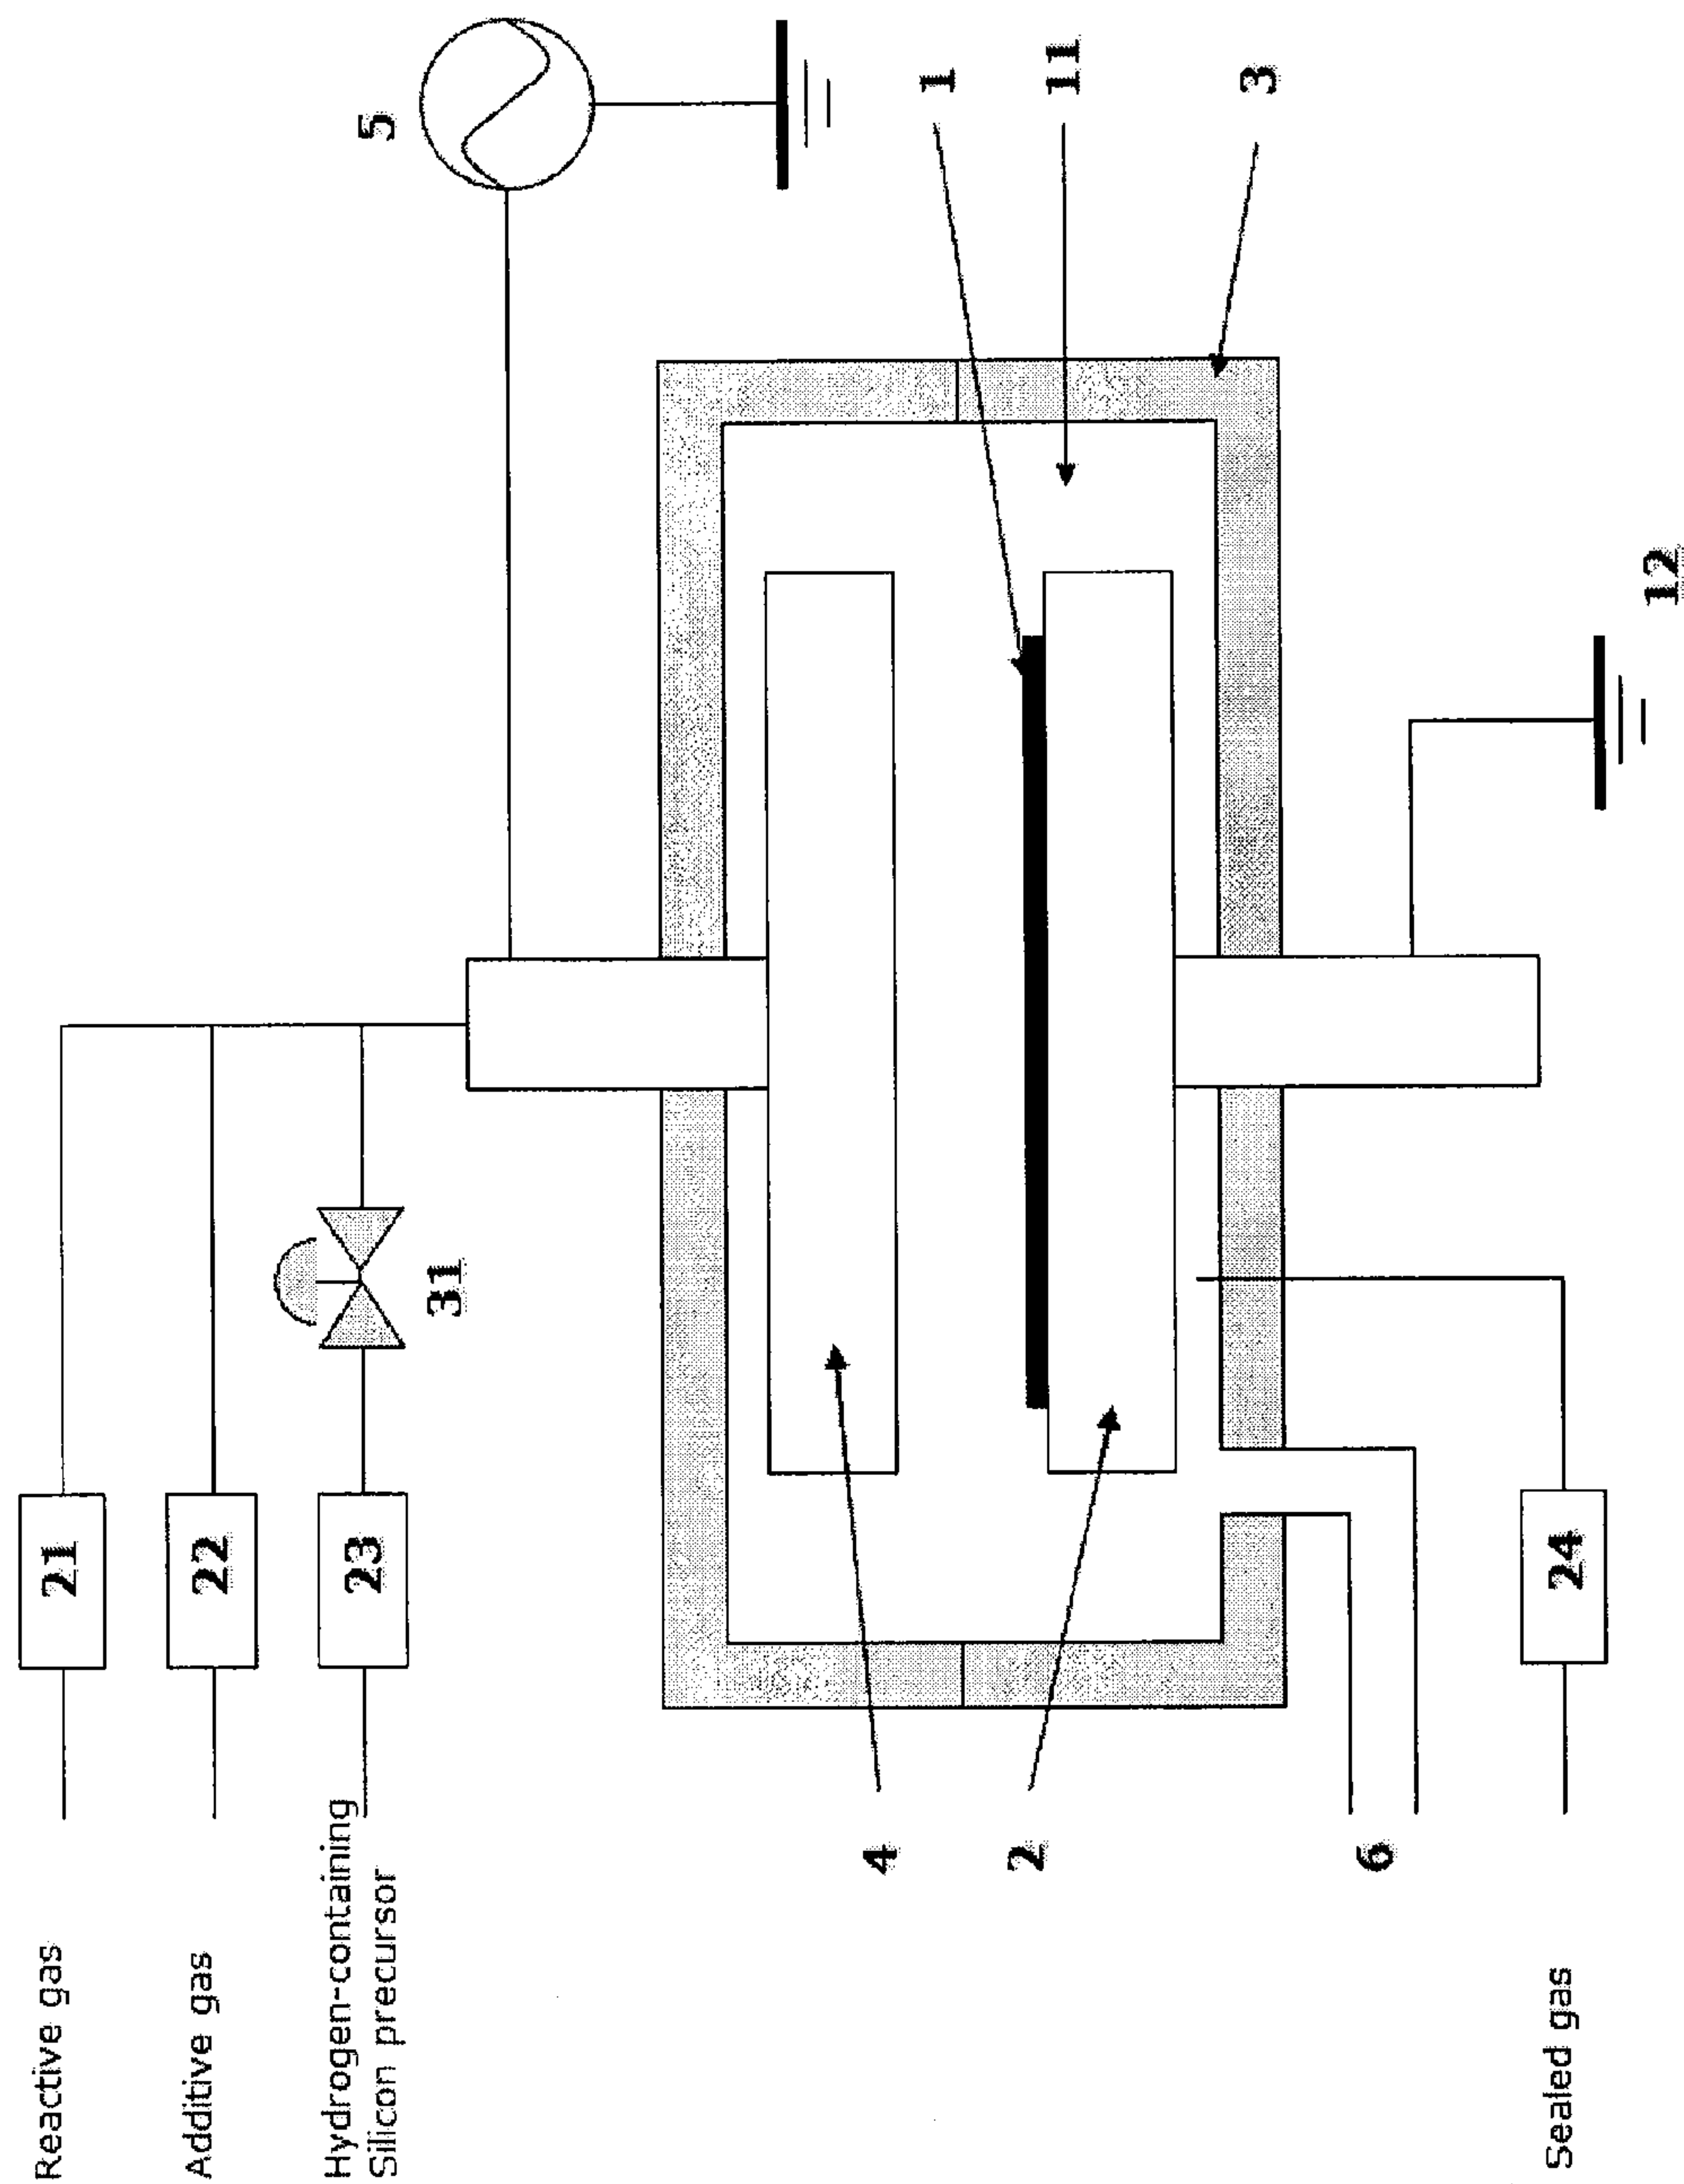 Reactive gas
21
Additive gas
22
Hydrogen-containing
Silicon precursor
23
31
5
4
1
2
11
3
6
Sealed gas
24
12